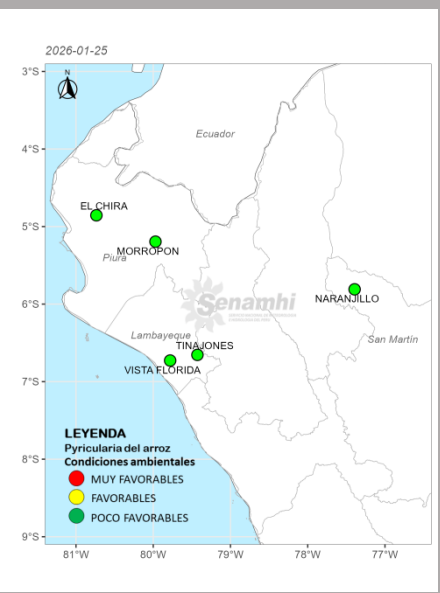 2026-01-25
3°S
N
4°S
Ecuador
EL CHIRA
5°S
MORROPON
Piura
NARANJILLO
6°S
Senamhi
Lambayeque
San Martin
TINAJONES
VISTA FLORIDA
7°S
LEYENDA
Pyricularia del arroz
Condiciones ambientales
8°S
MUY FAVORABLES
FAVORABLES
POCO FAVORABLES
9°S
81°W 80°W 79°W 78°W 77°W